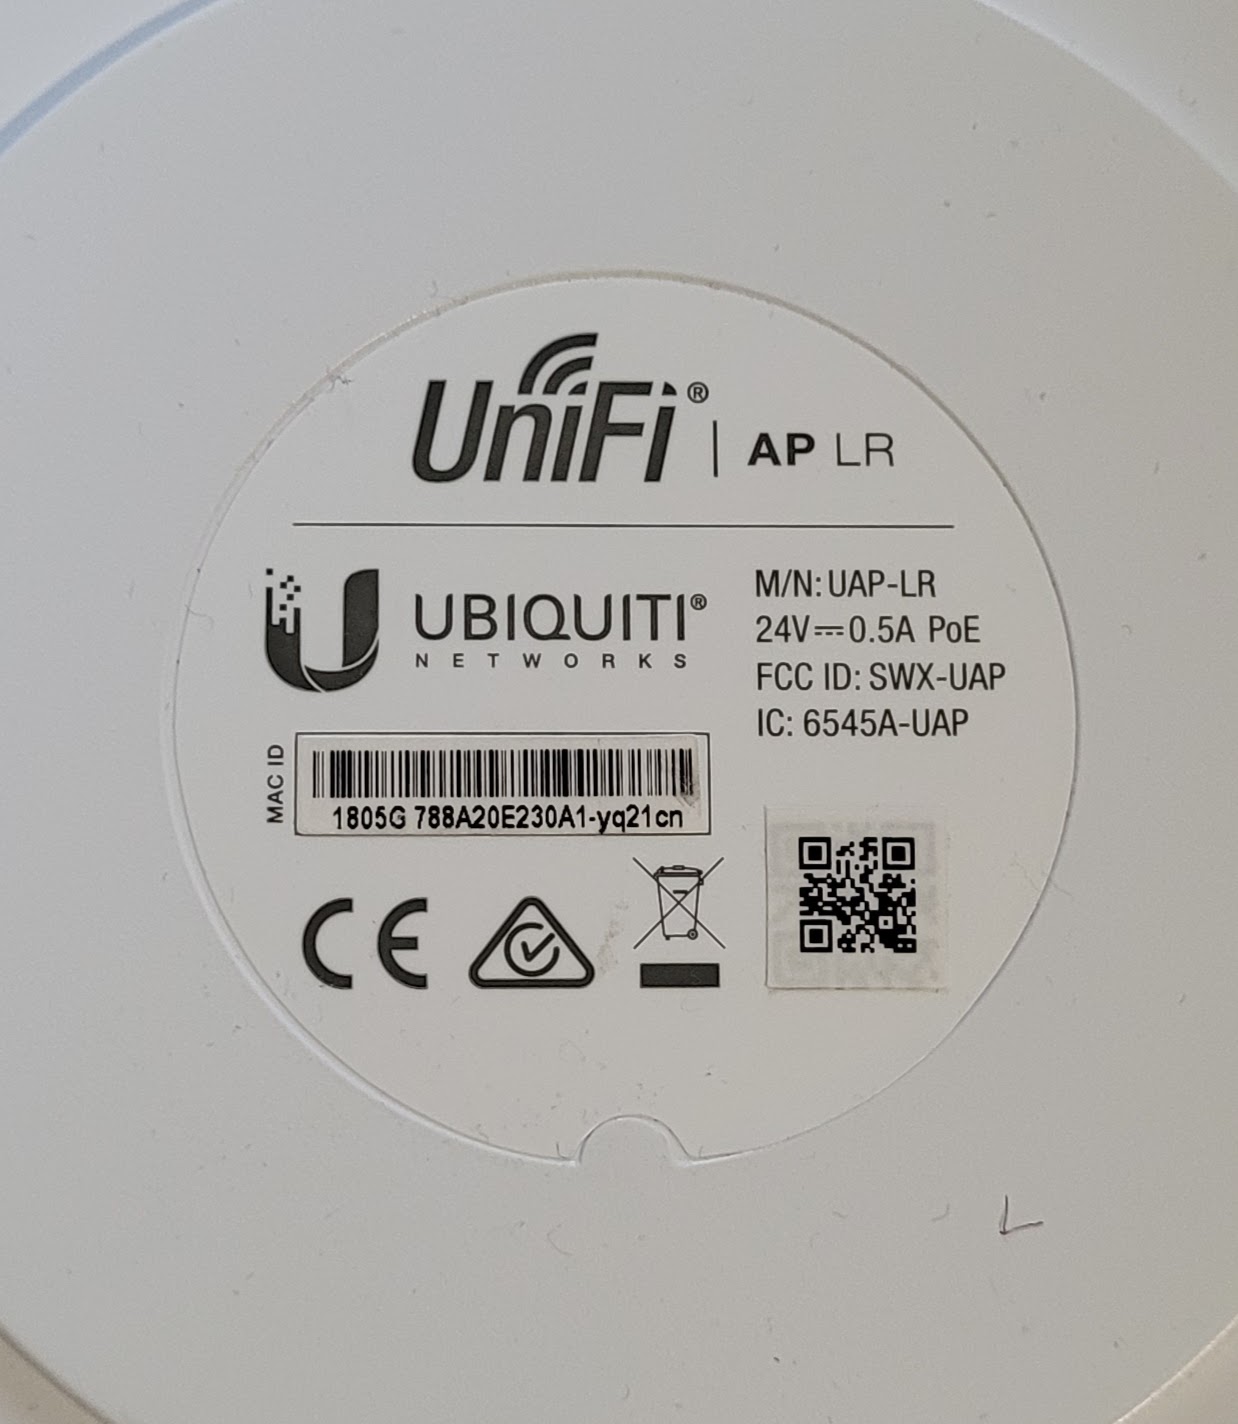 UniFi® | AP LR
UBIQUITI®
NETWORKS
M/N: UAP-LR
24V⎓0.5A PoE
FCC ID: SWX-UAP
IC: 6545A-UAP
MAC ID
1805G 788A20E230A1-yq21cn
CE